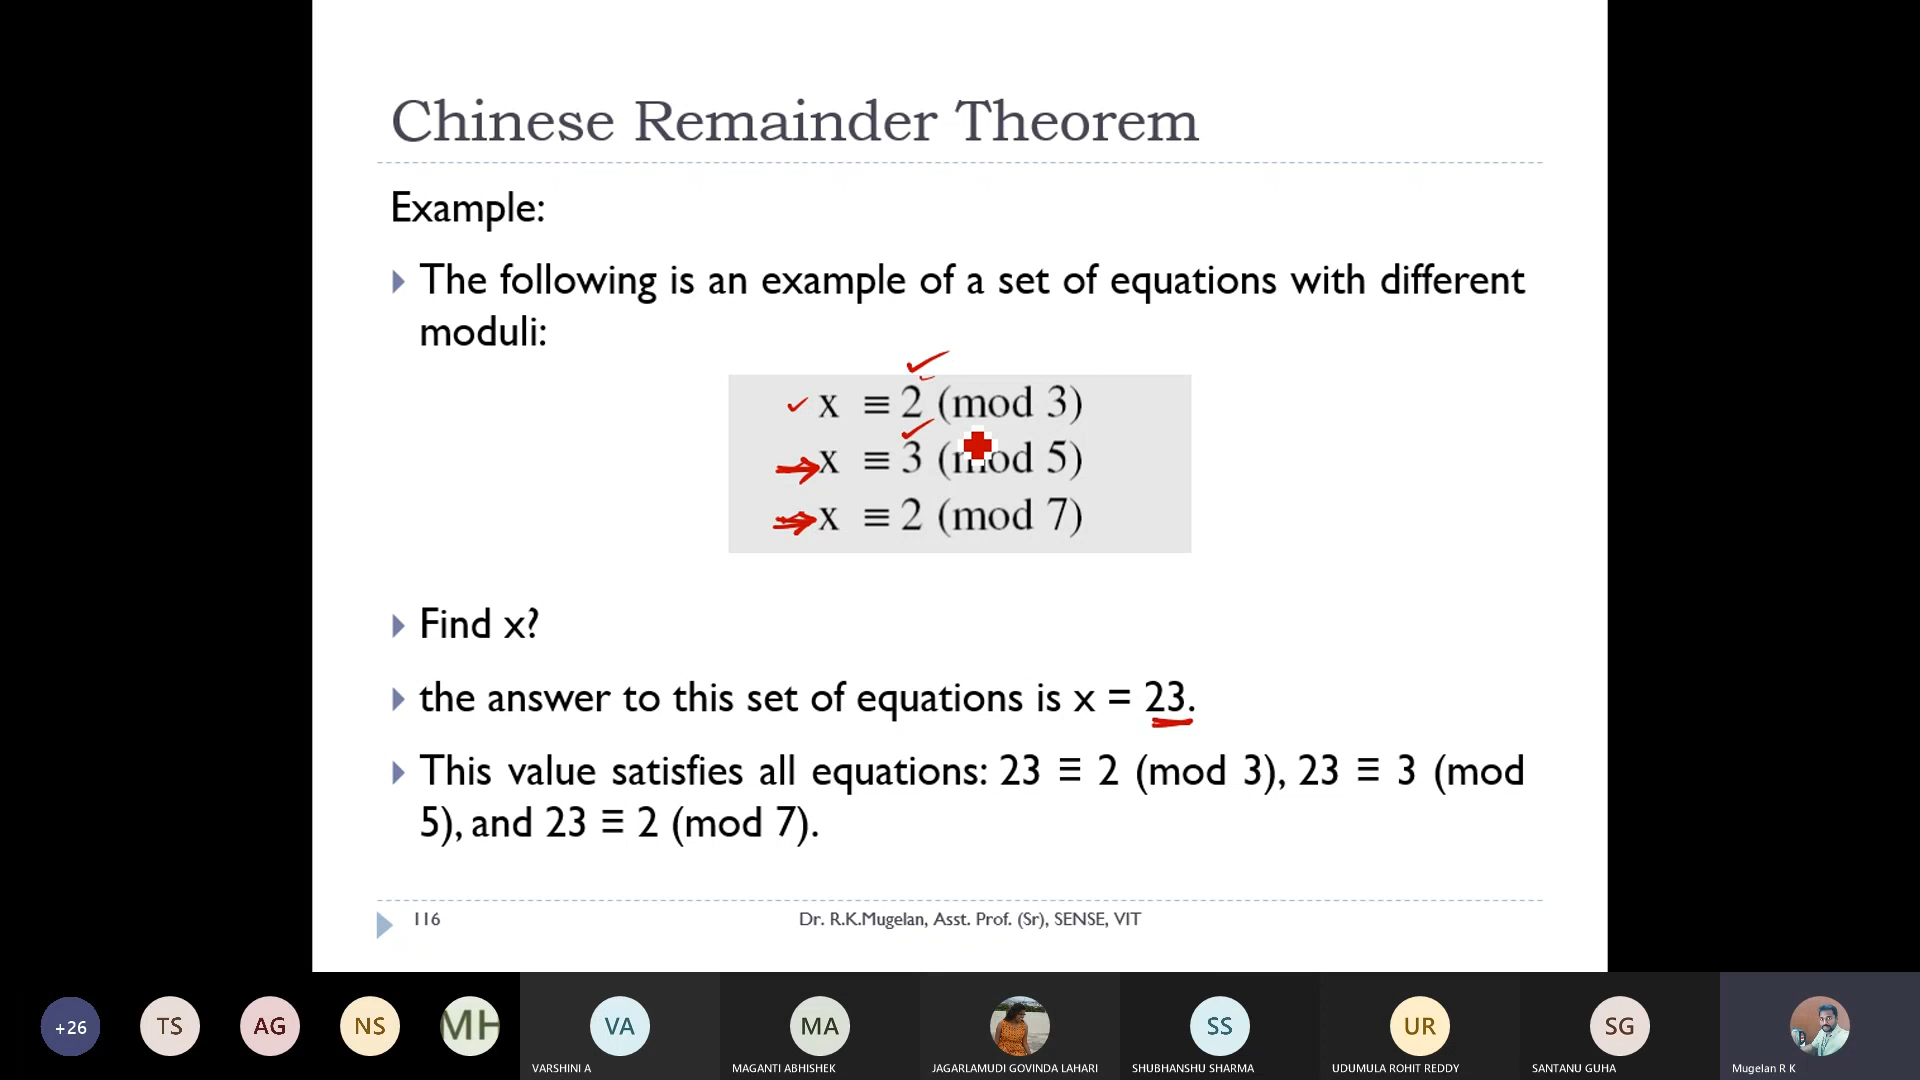 Chinese Remainder Theorem
Example:
The following is an example of a set of equations with different
moduli:
x ≡ 2 (mod 3)
x ≡ 3 (mod 5)
x ≡ 2 (mod 7)
Find x?
the answer to this set of equations is x = 23.
This value satisfies all equations: 23 ≡ 2 (mod 3), 23 ≡ 3 (mod
5), and 23 ≡ 2 (mod 7).
116
Dr. R.K.Mugelan, Asst. Prof. (Sr), SENSE, VIT
+26
TS
AG
NS
MH
VA
MA
SS
UR
SG
VARSHINI A
MAGANTI ABHISHEK
JAGARLAMUDI GOVINDA LAHARI
SHUBHANSHU SHARMA
UDUMULA ROHIT REDDY
SANTANU GUHA
Mugelan R K